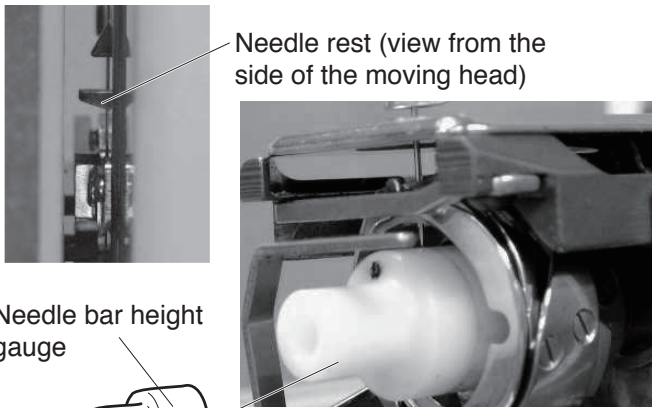 Needle rest (view from the
side of the moving head)
Needle bar height
gauge